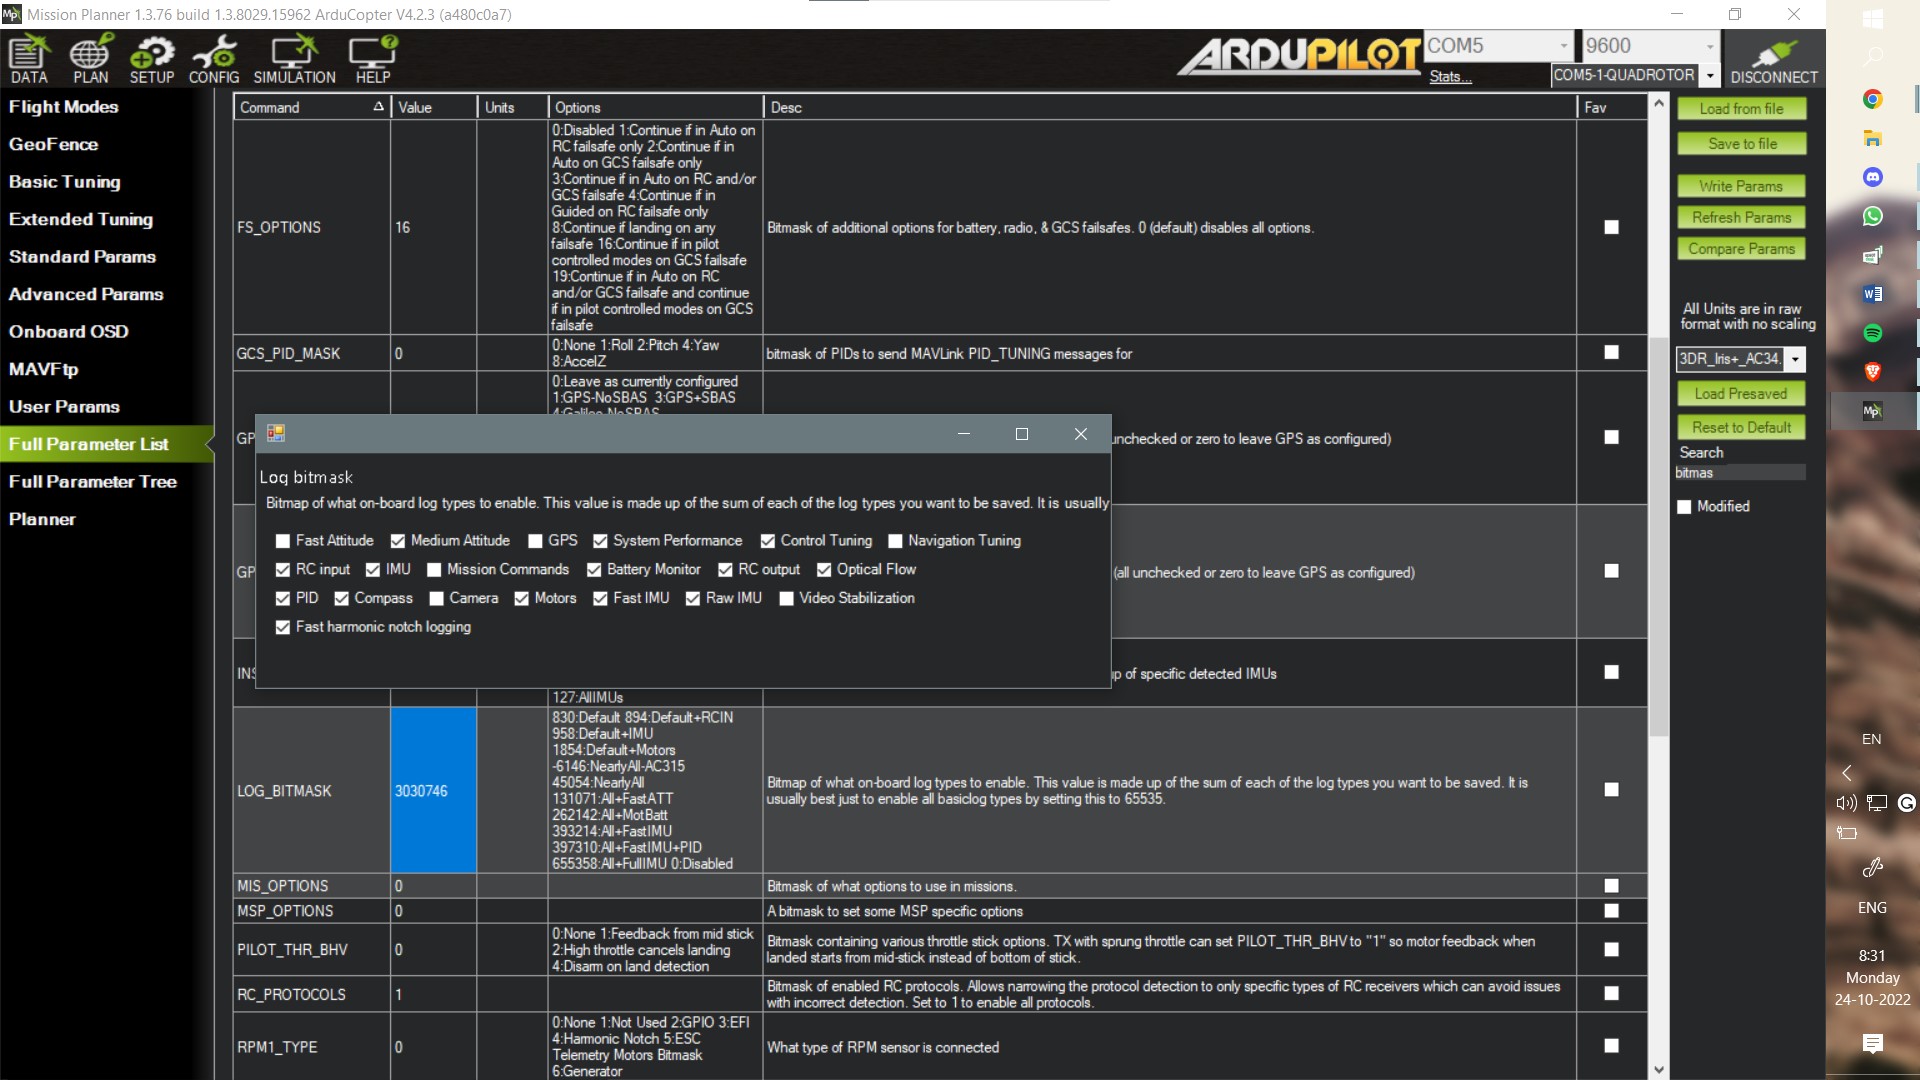 Mission Planner 1.3.76 build 1.3.8029.15962 ArduCopter V4.2.3 (a480c0a7)
DATA PLAN SETUP CONFIG SIMULATION HELP
ARDUPILOT
COM5 9600
Stats... COM5-1-QUADROTOR DISCONNECT
Flight Modes
GeoFence
Basic Tuning
Extended Tuning
Standard Params
Advanced Params
Onboard OSD
MAVFtp
User Params
Full Parameter List
Full Parameter Tree
Planner
Command Value Units Options Desc Fav
FS_OPTIONS 16
0:Disabled 1:Continue if in Auto on
RC failsafe only 2:Continue if in
Auto on GCS failsafe only
3:Continue if in Auto on RC and/or
GCS failsafe 4:Continue if in
Guided on RC failsafe only
8:Continue if landing on any
failsafe 16:Continue if in pilot
controlled modes on GCS failsafe
19:Continue if in Auto on RC
and/or GCS failsafe and continue
if in pilot controlled modes on GCS
failsafe
Bitmask of additional options for battery, radio, & GCS failsafes. 0 (default) disables all options.
GCS_PID_MASK 0
0:None 1:Roll 2:Pitch 4:Yaw
8:AccelZ
bitmask of PIDs to send MAVLink PID_TUNING messages for
0:Leave as currently configured
1:GPS-NoSBAS 3:GPS+SBAS
4:Galileo-NoSBAS
GP
unchecked or zero to leave GPS as configured)
Log bitmask
Bitmap of what on-board log types to enable. This value is made up of the sum of each of the log types you want to be saved. It is usually
Fast Attitude Medium Attitude GPS System Performance Control Tuning Navigation Tuning
RC input IMU Mission Commands Battery Monitor RC output Optical Flow
PID Compass Camera Motors Fast IMU Raw IMU Video Stabilization
Fast harmonic notch logging
GP
(all unchecked or zero to leave GPS as configured)
INS
p of specific detected IMUs
127:AllIMUs
LOG_BITMASK 3030746
830:Default 894:Default+RCIN
958:Default+IMU
1854:Default+Motors
-6146:NearlyAll-AC315
45054:NearlyAll
131071:All+FastATT
262142:All+MotBatt
393214:All+FastIMU
397310:All+FastIMU+PID
655358:All+FullIMU 0:Disabled
Bitmap of what on-board log types to enable. This value is made up of the sum of each of the log types you want to be saved. It is
usually best just to enable all basiclog types by setting this to 65535.
MIS_OPTIONS 0 Bitmask of what options to use in missions.
MSP_OPTIONS 0 A bitmask to set some MSP specific options
PILOT_THR_BHV 0
0:None 1:Feedback from mid stick
2:High throttle cancels landing
4:Disarm on land detection
Bitmask containing various throttle stick options. TX with sprung throttle can set PILOT_THR_BHV to "1" so motor feedback when
landed starts from mid-stick instead of bottom of stick.
RC_PROTOCOLS 1
Bitmask of enabled RC protocols. Allows narrowing the protocol detection to only specific types of RC receivers which can avoid issues
with incorrect detection. Set to 1 to enable all protocols.
RPM1_TYPE 0
0:None 1:Not Used 2:GPIO 3:EFI
4:Harmonic Notch 5:ESC
Telemetry Motors Bitmask
6:Generator
What type of RPM sensor is connected
Load from file
Save to file
Write Params
Refresh Params
Compare Params
All Units are in raw
format with no scaling
3DR_Iris+_AC34.
Load Presaved
Reset to Default
Search
bitmas
Modified
EN
ENG
8:31
Monday
24-10-2022